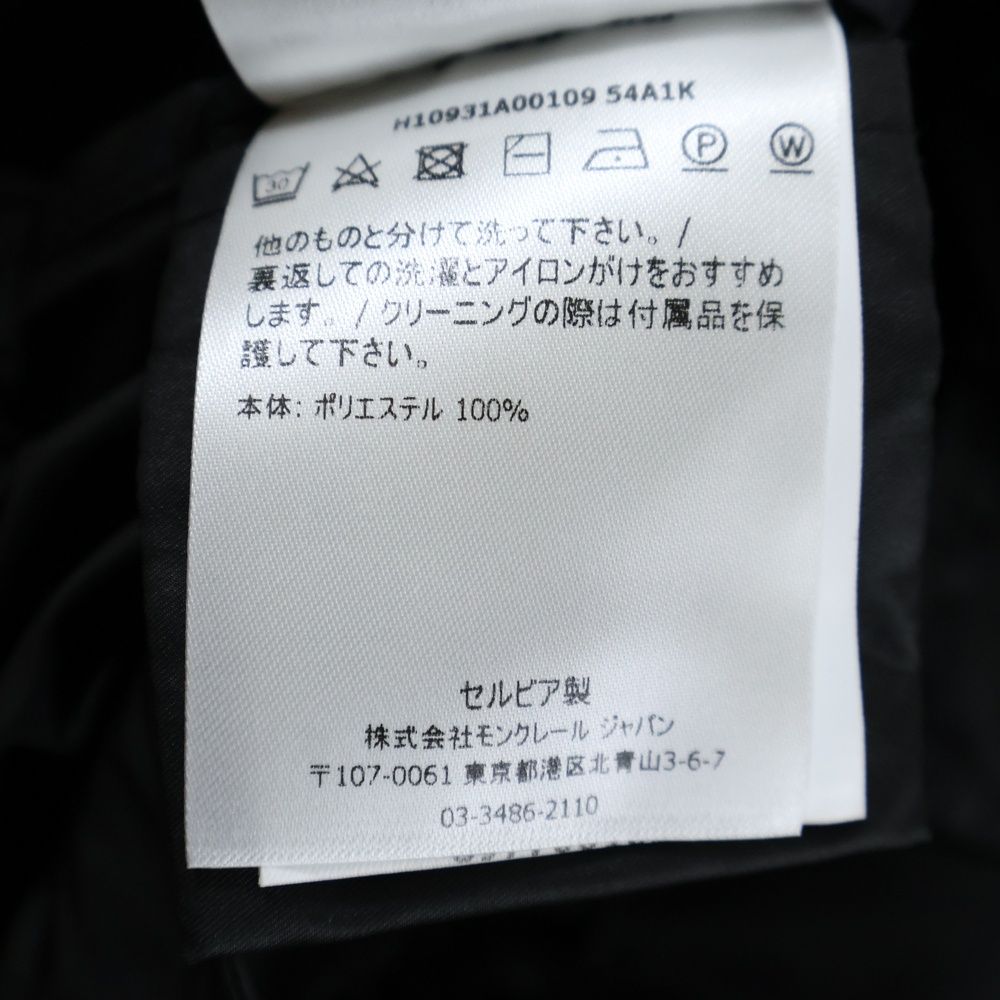 H10931A00109 54A1K
30
P W
他のものと分けて洗って下さい。/
裏返しての洗濯とアイロンがけをおすすめ
します。/ クリーニングの際は付属品を保
護して下さい。
本体: ポリエステル 100%
セルビア製
株式会社モンクレール ジャパン
〒107-0061 東京都港区北青山3-6-7
03-3486-2110